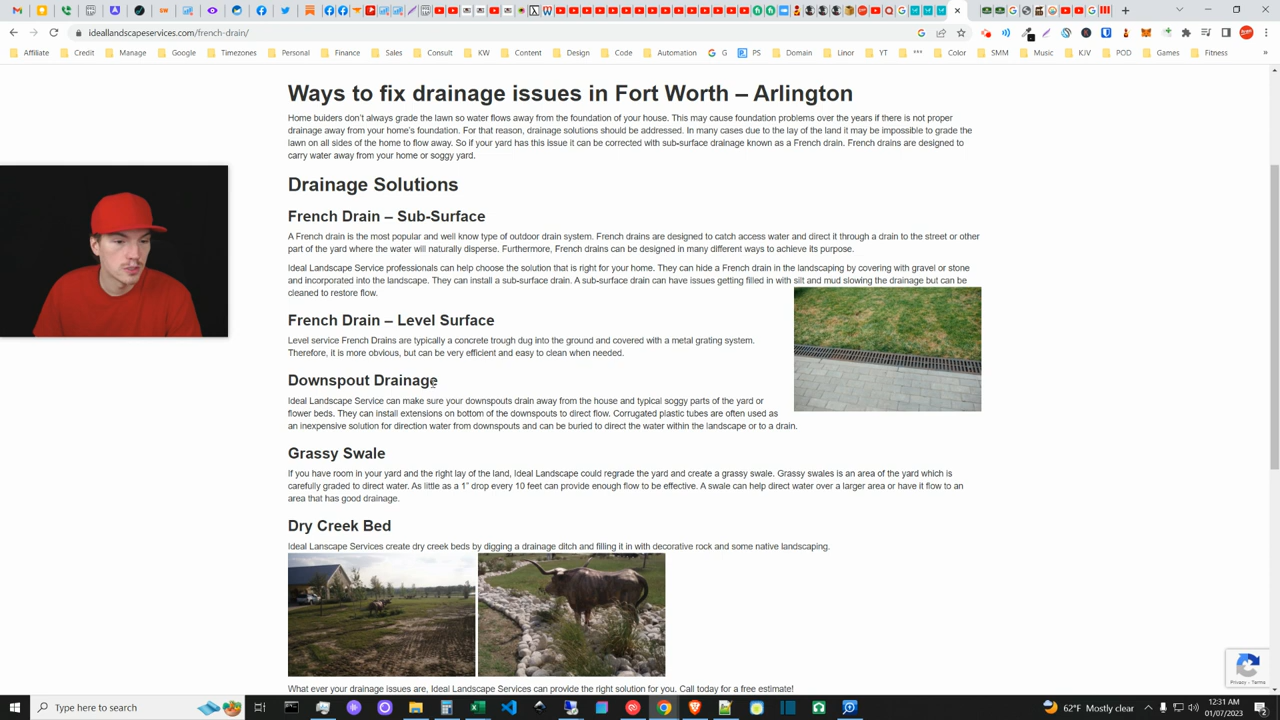 ideallandscapeservices.com/french-drain/
Affiliate Credit Manage Google Timezones Personal Finance Sales Consult KW Content Design Code Automation G PS Domain Linor YT *** Color SMM Music KJV POD Games Fitness »
Ways to fix drainage issues in Fort Worth – Arlington
Home buiders don't always grade the lawn so water flows away from the foundation of your house. This may cause foundation problems over the years if there is not proper
drainage away from your home's foundation. For that reason, drainage solutions should be addressed. In many cases due to the lay of the land it may be impossible to grade the
lawn on all sides of the home to flow away. So if your yard has this issue it can be corrected with sub-surface drainage known as a French drain. French drains are designed to
carry water away from your home or soggy yard.
Drainage Solutions
French Drain – Sub-Surface
A French drain is the most popular and well know type of outdoor drain system. French drains are designed to catch access water and direct it through a drain to the street or other
part of the yard where the water will naturally disperse. Furthermore, French drains can be designed in many different ways to achieve its purpose.
Ideal Landscape Service professionals can help choose the solution that is right for your home. They can hide a French drain in the landscaping by covering with gravel or stone
and incorporated into the landscape. They can install a sub-surface drain. A sub-surface drain can have issues getting filled in with silt and mud slowing the drainage but can be
cleaned to restore flow.
French Drain – Level Surface
Level service French Drains are typically a concrete trough dug into the ground and covered with a metal grating system.
Therefore, it is more obvious, but can be very efficient and easy to clean when needed.
Downspout Drainage
Ideal Landscape Service can make sure your downspouts drain away from the house and typical soggy parts of the yard or
flower beds. They can install extensions on bottom of the downspouts to direct flow. Corrugated plastic tubes are often used as
an inexpensive solution for direction water from downspouts and can be buried to direct the water within the landscape or to a drain.
Grassy Swale
If you have room in your yard and the right lay of the land, Ideal Landscape could regrade the yard and create a grassy swale. Grassy swales is an area of the yard which is
carefully graded to direct water. As little as a 1" drop every 10 feet can provide enough flow to be effective. A swale can help direct water over a larger area or have it flow to an
area that has good drainage.
Dry Creek Bed
Ideal Lanscape Services create dry creek beds by digging a drainage ditch and filling it in with decorative rock and some native landscaping.
What ever your drainage issues are, Ideal Landscape Services can provide the right solution for you. Call today for a free estimate!
Privacy - Terms
Type here to search
62°F Mostly clear
12:31 AM
01/07/2023